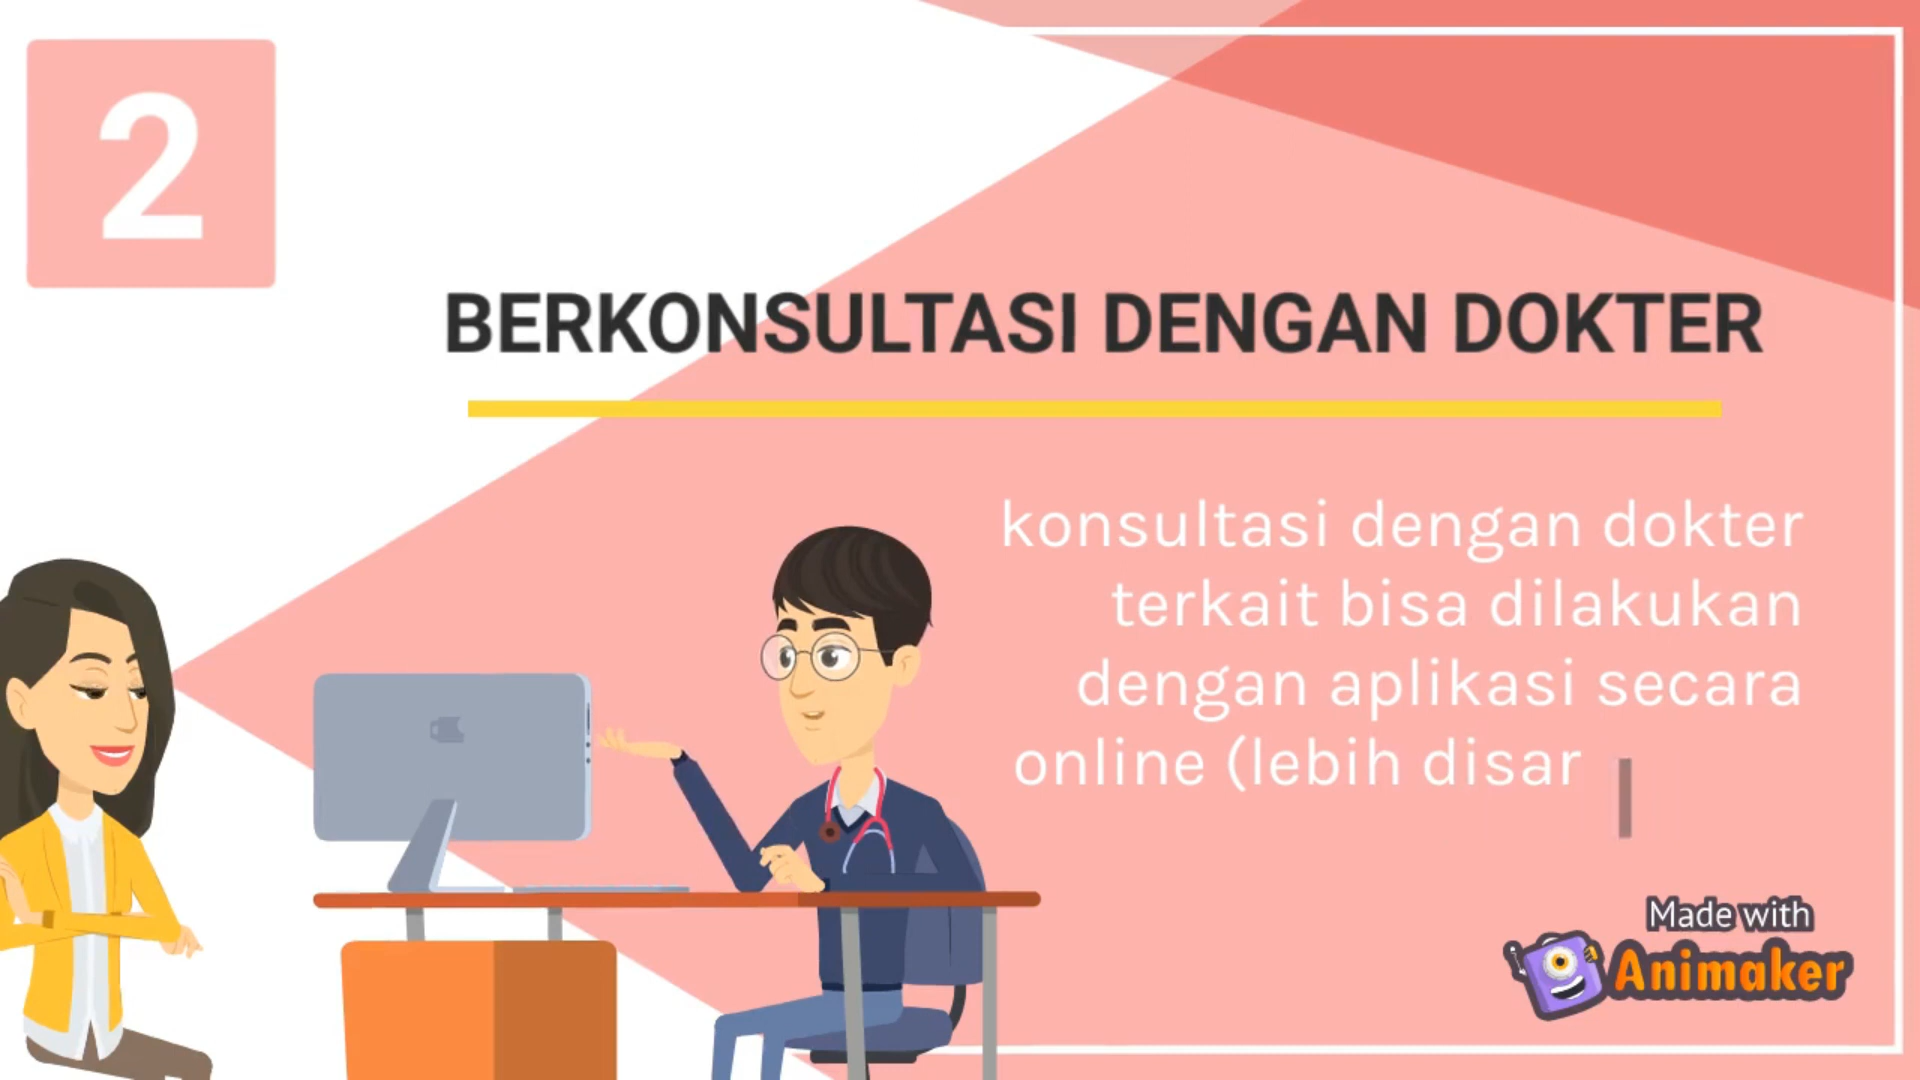 2
BERKONSULTASI DENGAN DOKTER
konsultasi dengan dokter
terkait bisa dilakukan
dengan aplikasi secara
online (lebih disar
Made with
Animaker